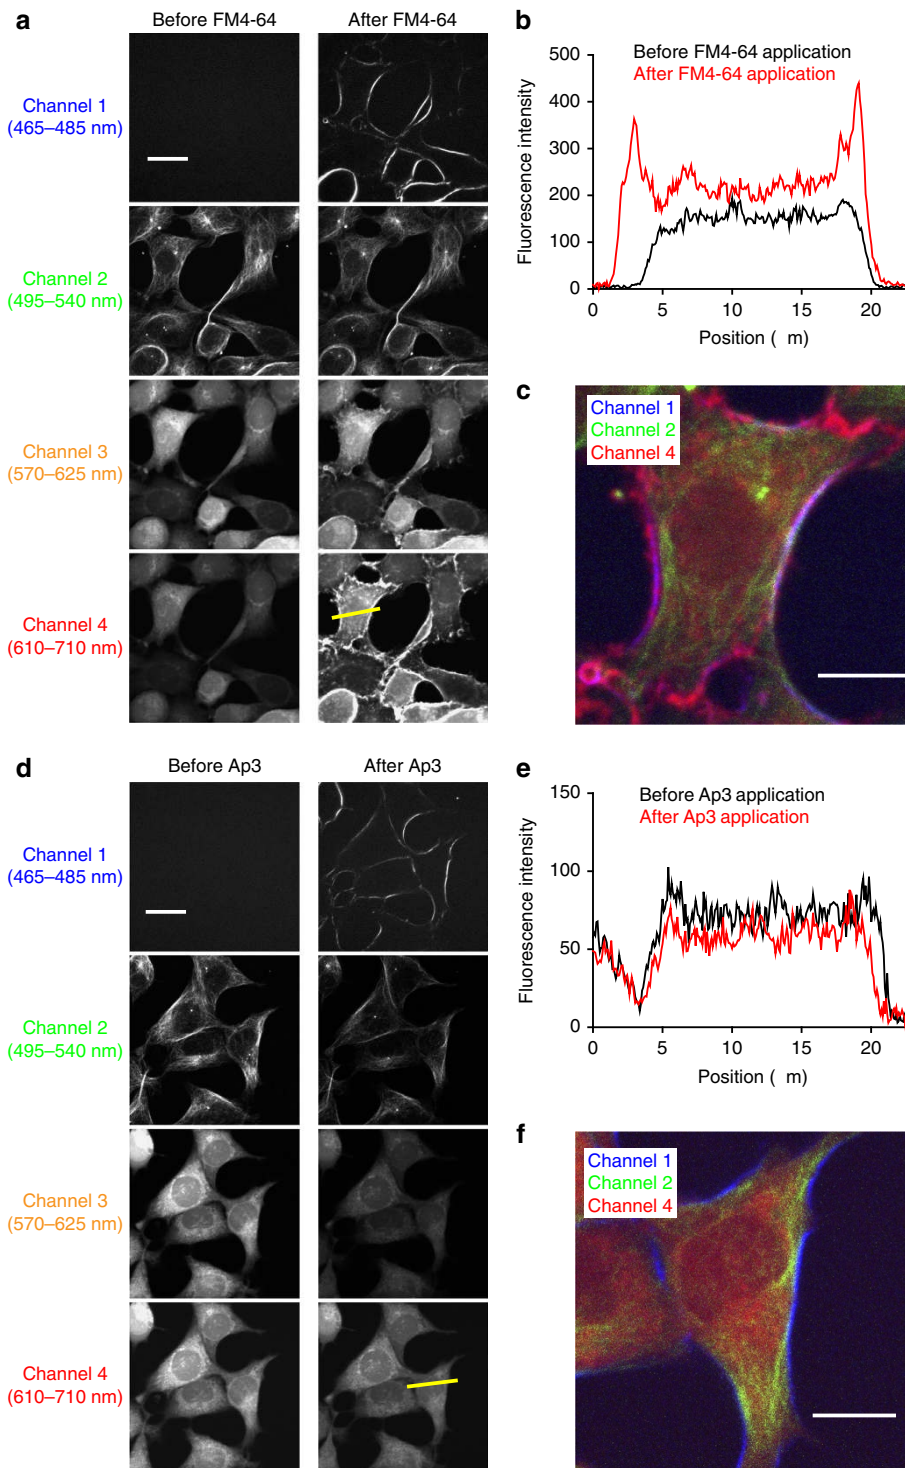 a
Before FM4-64
After FM4-64
Channel 1
(465–485 nm)
Channel 2
(495–540 nm)
Channel 3
(570–625 nm)
Channel 4
(610–710 nm)
b
Before FM4-64 application
After FM4-64 application
Fluorescence intensity
500
400
300
200
100
0
0 5 10 15 20
Position ( m)
c
Channel 1
Channel 2
Channel 4
d
Before Ap3
After Ap3
Channel 1
(465–485 nm)
Channel 2
(495–540 nm)
Channel 3
(570–625 nm)
Channel 4
(610–710 nm)
e
Before Ap3 application
After Ap3 application
Fluorescence intensity
150
100
50
0
0 5 10 15 20
Position ( m)
f
Channel 1
Channel 2
Channel 4